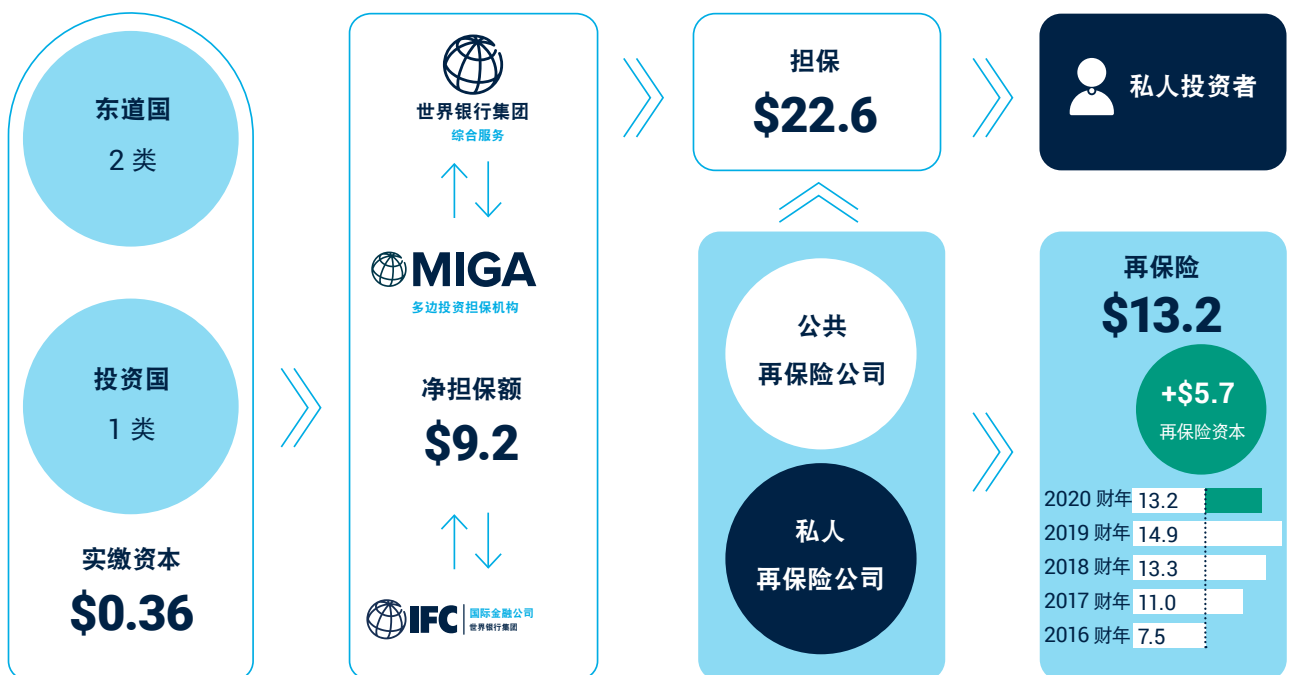 东道国
2 类
投资国
1 类
实缴资本
$0.36
世界银行集团
综合服务
MIGA
多边投资担保机构
净担保额
$9.2
IFC
国际金融公司
世界银行集团
担保
$22.6
私人投资者
公共
再保险公司
私人
再保险公司
再保险
$13.2
+$5.7
再保险资本
2020 财年 13.2
2019 财年 14.9
2018 财年 13.3
2017 财年 11.0
2016 财年 7.5